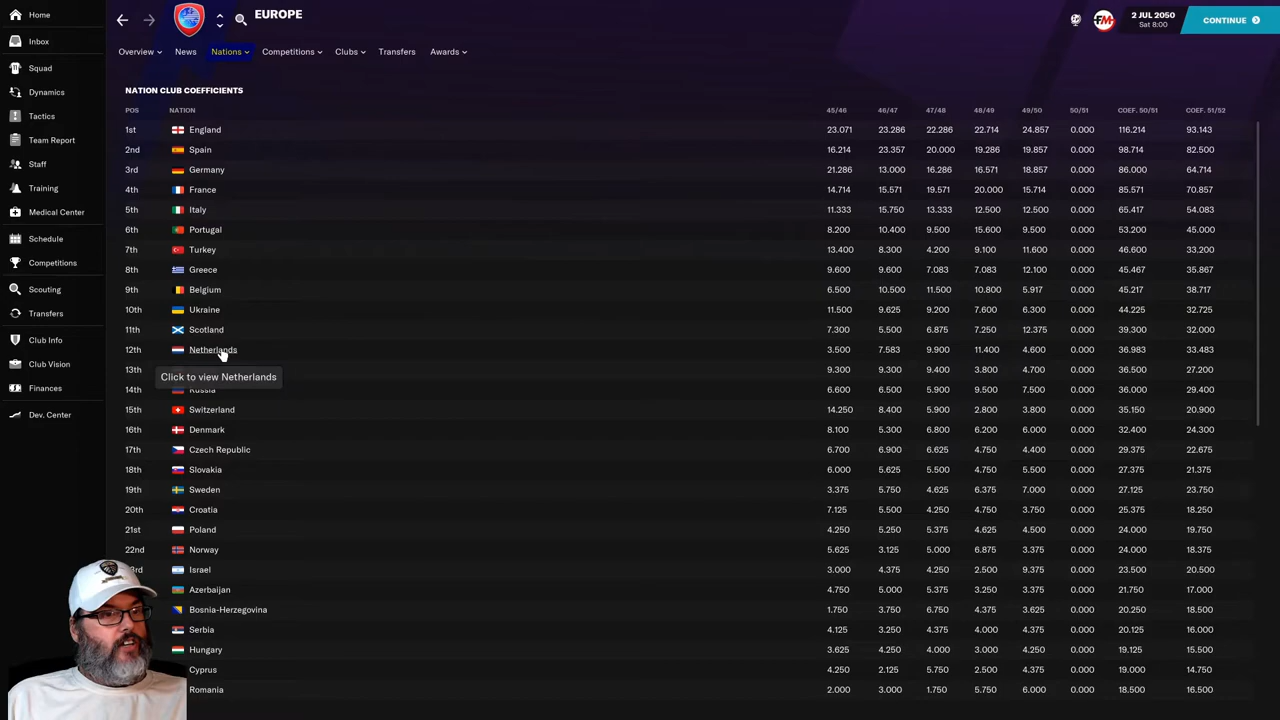 Home
Inbox
Squad
Dynamics
Tactics
Team Report
Staff
Training
Medical Center
Schedule
Competitions
Scouting
Transfers
Club Info
Club Vision
Finances
Dev. Center
EUROPE
FM
2 JUL 2050
Sat 8:00
CONTINUE
Overview News Nations Competitions Clubs Transfers Awards
NATION CLUB COEFFICIENTS
POS NATION 45/46 46/47 47/48 48/49 49/50 50/51 COEF. 50/51 COEF. 51/52
1st England 23.071 23.286 22.286 22.714 24.857 0.000 116.214 93.143
2nd Spain 16.214 23.357 20.000 19.286 19.857 0.000 98.714 82.500
3rd Germany 21.286 13.000 16.286 16.571 18.857 0.000 86.000 64.714
4th France 14.714 15.571 19.571 20.000 15.714 0.000 85.571 70.857
5th Italy 11.333 15.750 13.333 12.500 12.500 0.000 65.417 54.083
6th Portugal 8.200 10.400 9.500 15.600 9.500 0.000 53.200 45.000
7th Turkey 13.400 8.300 4.200 9.100 11.600 0.000 46.600 33.200
8th Greece 9.600 9.600 7.083 7.083 12.100 0.000 45.467 35.867
9th Belgium 6.500 10.500 11.500 10.800 5.917 0.000 45.217 38.717
10th Ukraine 11.500 9.625 9.200 7.600 6.300 0.000 44.225 32.725
11th Scotland 7.300 5.500 6.875 7.250 12.375 0.000 39.300 32.000
12th Netherlands 3.500 7.583 9.900 11.400 4.600 0.000 36.983 33.483
13th 9.300 9.300 9.400 3.800 4.700 0.000 36.500 27.200
Click to view Netherlands
14th Russia 6.600 6.500 5.900 9.500 7.500 0.000 36.000 29.400
15th Switzerland 14.250 8.400 5.900 2.800 3.800 0.000 35.150 20.900
16th Denmark 8.100 5.300 6.800 6.200 6.000 0.000 32.400 24.300
17th Czech Republic 6.700 6.900 6.625 4.750 4.400 0.000 29.375 22.675
18th Slovakia 6.000 5.625 5.500 4.750 5.500 0.000 27.375 21.375
19th Sweden 3.375 5.750 4.625 6.375 7.000 0.000 27.125 23.750
20th Croatia 7.125 5.500 4.250 4.750 3.750 0.000 25.375 18.250
21st Poland 4.250 5.250 5.375 4.625 4.500 0.000 24.000 19.750
22nd Norway 5.625 3.125 5.000 6.875 3.375 0.000 24.000 18.375
3rd Israel 3.000 4.375 4.250 2.500 9.375 0.000 23.500 20.500
Azerbaijan 4.750 5.000 5.375 3.250 3.375 0.000 21.750 17.000
Bosnia-Herzegovina 1.750 3.750 6.750 4.375 3.625 0.000 20.250 18.500
Serbia 4.125 3.250 4.375 4.000 4.375 0.000 20.125 16.000
Hungary 3.625 4.250 4.000 3.000 4.250 0.000 19.125 15.500
Cyprus 4.250 2.125 5.750 2.500 4.375 0.000 19.000 14.750
Romania 2.000 3.000 1.750 5.750 6.000 0.000 18.500 16.500